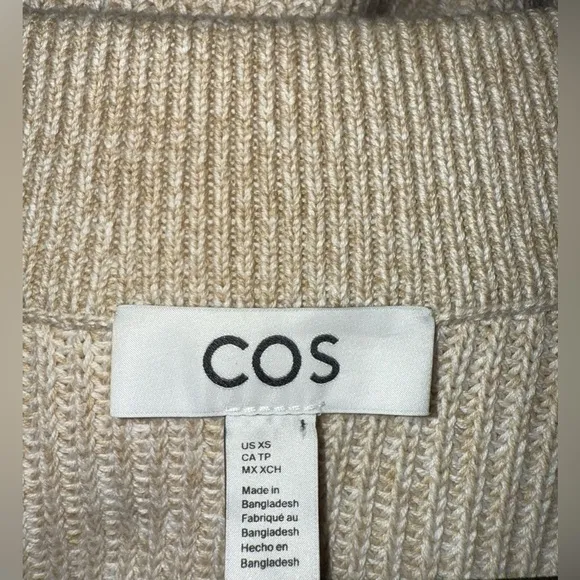 COS
US XS
CA TP
MX XCH
Made in
Bangladesh
Fabriqué au
Bangladesh
Hecho en
Bangladesh